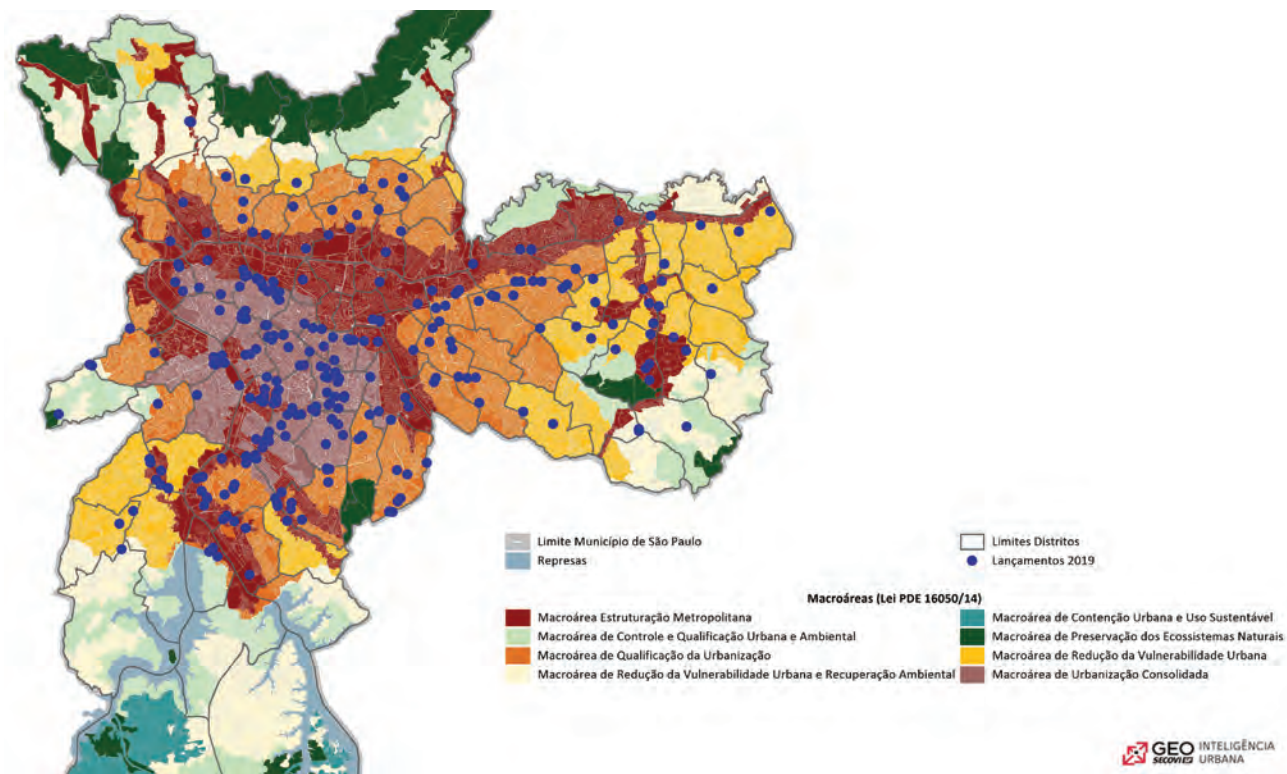 Limite Município de São Paulo
Represas
Limites Distritos
Lançamentos 2019
Macroáreas (Lei PDE 16050/14)
Macroárea Estruturação Metropolitana
Macroárea de Controle e Qualificação Urbana e Ambiental
Macroárea de Qualificação da Urbanização
Macroárea de Redução da Vulnerabilidade Urbana e Recuperação Ambiental
Macroárea de Contenção Urbana e Uso Sustentável
Macroárea de Preservação dos Ecossistemas Naturais
Macroárea de Redução da Vulnerabilidade Urbana
Macroárea de Urbanização Consolidada
GEO INTELIGÊNCIA
SECOVI SP URBANA